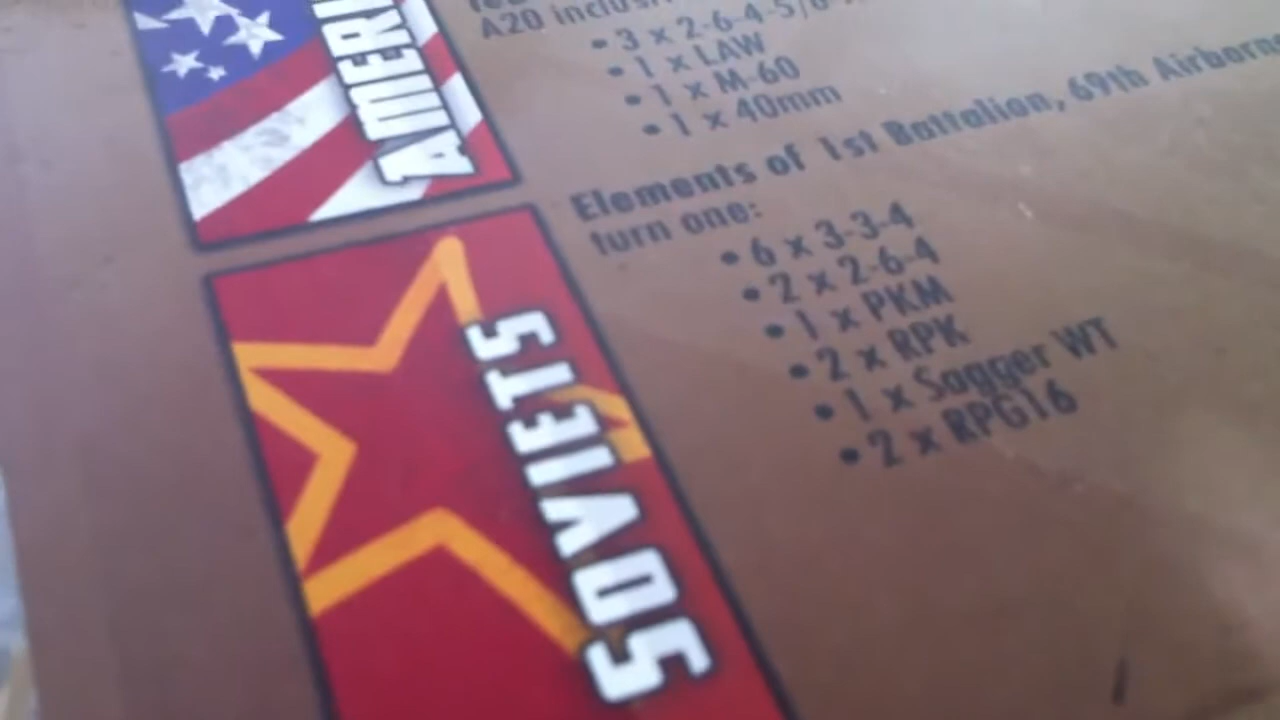 AMERI
A20
• 3 x 2-6-4-5/6
• 1 x LAW
• 1 x M-60
• 1 x 40mm
Elements of 1st Battalion, 69th Airborne
turn one:
• 6 x 3-3-4
• 2 x 2-6-4
• 1 x PKM
• 2 x RPK
• 1 x Sagger WT
• 2 x RPG16
SOVIETS